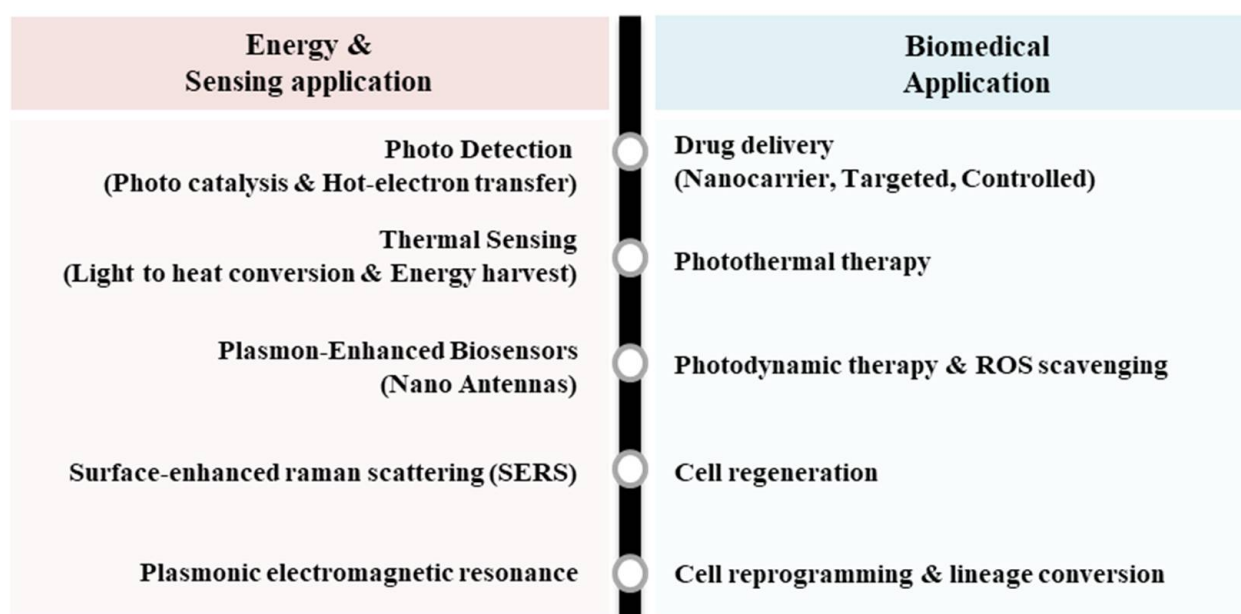 Energy &
Sensing application
Photo Detection
(Photo catalysis & Hot-electron transfer)
Thermal Sensing
(Light to heat conversion & Energy harvest)
Plasmon-Enhanced Biosensors
(Nano Antennas)
Surface-enhanced raman scattering (SERS)
Plasmonic electromagnetic resonance
Biomedical
Application
Drug delivery
(Nanocarrier, Targeted, Controlled)
Photothermal therapy
Photodynamic therapy & ROS scavenging
Cell regeneration
Cell reprogramming & lineage conversion